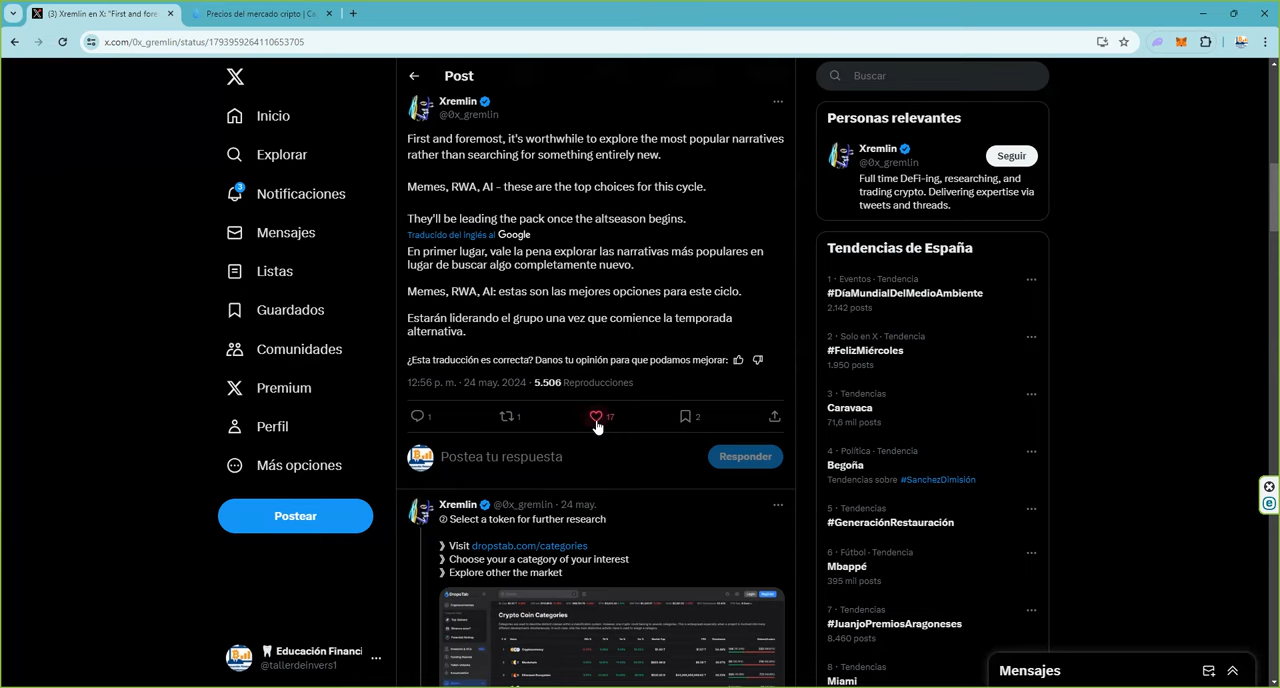 (3) Xremlin en X: "First and fore
Precios del mercado cripto | C
x.com/0x_gremlin/status/1793959264110653705
Inicio
Explorar
3
Notificaciones
Mensajes
Listas
Guardados
Comunidades
Premium
Perfil
Más opciones
Postear
Educación Financi
@tallerdeinvers1
Post
Xremlin
@0x_gremlin
First and foremost, it's worthwhile to explore the most popular narratives
rather than searching for something entirely new.
Memes, RWA, AI - these are the top choices for this cycle.
They'll be leading the pack once the altseason begins.
Traducido del inglés al Google
En primer lugar, vale la pena explorar las narrativas más populares en
lugar de buscar algo completamente nuevo.
Memes, RWA, AI: estas son las mejores opciones para este ciclo.
Estarán liderando el grupo una vez que comience la temporada
alternativa.
¿Esta traducción es correcta? Danos tu opinión para que podamos mejorar:
12:56 p. m. · 24 may. 2024 · 5.506 Reproducciones
1 1 17 2
Postea tu respuesta
Responder
Xremlin @0x_gremlin · 24 may.
② Select a token for further research
》 Visit dropstab.com/categories
》 Choose your a category of your interest
》 Explore other the market
DropsTab
Crypto Coin Categories
Buscar
Personas relevantes
Xremlin
@0x_gremlin
Seguir
Full time DeFi-ing, researching, and
trading crypto. Delivering expertise via
tweets and threads.
Tendencias de España
1 · Eventos · Tendencia
#DíaMundialDelMedioAmbiente
2.142 posts
2 · Solo en X · Tendencia
#FelizMiércoles
1.950 posts
3 · Tendencias
Caravaca
71,6 mil posts
4 · Política · Tendencia
Begoña
Tendencias sobre #SanchezDimisión
5 · Tendencias
#GeneraciónRestauración
6 · Fútbol · Tendencia
Mbappé
395 mil posts
7 · Tendencias
#JuanjoPremiosAragoneses
8.460 posts
8 · Tendencias
Miami
Mensajes